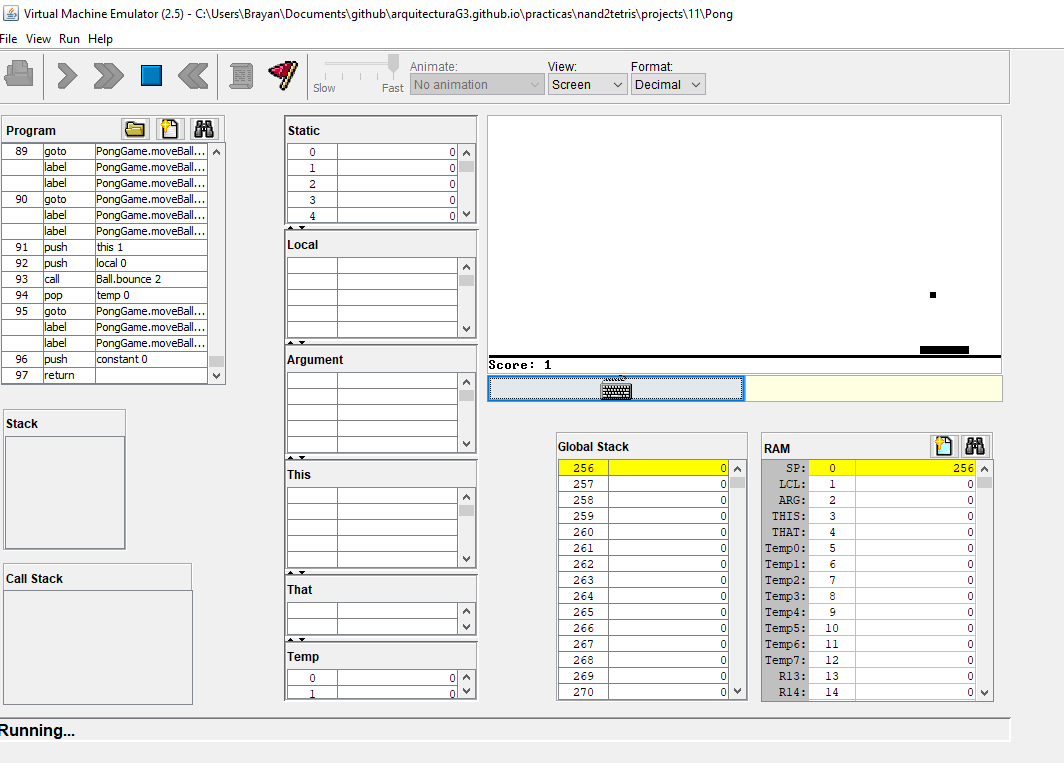 Virtual Machine Emulator (2.5) - C:\Users\Brayan\Documents\github\arquitecturaG3.github.io\practicas\nand2tetris\projects\11\Pong
File View Run Help
Slow Fast
Animate:
No animation
View:
Screen
Format:
Decimal
Program
89 goto PongGame.moveBall...
label PongGame.moveBall...
label PongGame.moveBall...
90 goto PongGame.moveBall...
label PongGame.moveBall...
label PongGame.moveBall...
91 push this 1
92 push local 0
93 call Ball.bounce 2
94 pop temp 0
95 goto PongGame.moveBall...
label PongGame.moveBall...
label PongGame.moveBall...
96 push constant 0
97 return
Stack
Call Stack
Static
0 0
1 0
2 0
3 0
4 0
Local
Argument
This
That
Temp
0 0
1 0
Score: 1
Global Stack
256 0
257 0
258 0
259 0
260 0
261 0
262 0
263 0
264 0
265 0
266 0
267 0
268 0
269 0
270 0
RAM
SP: 0 256
LCL: 1 0
ARG: 2 0
THIS: 3 0
THAT: 4 0
Temp0: 5 0
Temp1: 6 0
Temp2: 7 0
Temp3: 8 0
Temp4: 9 0
Temp5: 10 0
Temp6: 11 0
Temp7: 12 0
R13: 13 0
R14: 14 0
Running...